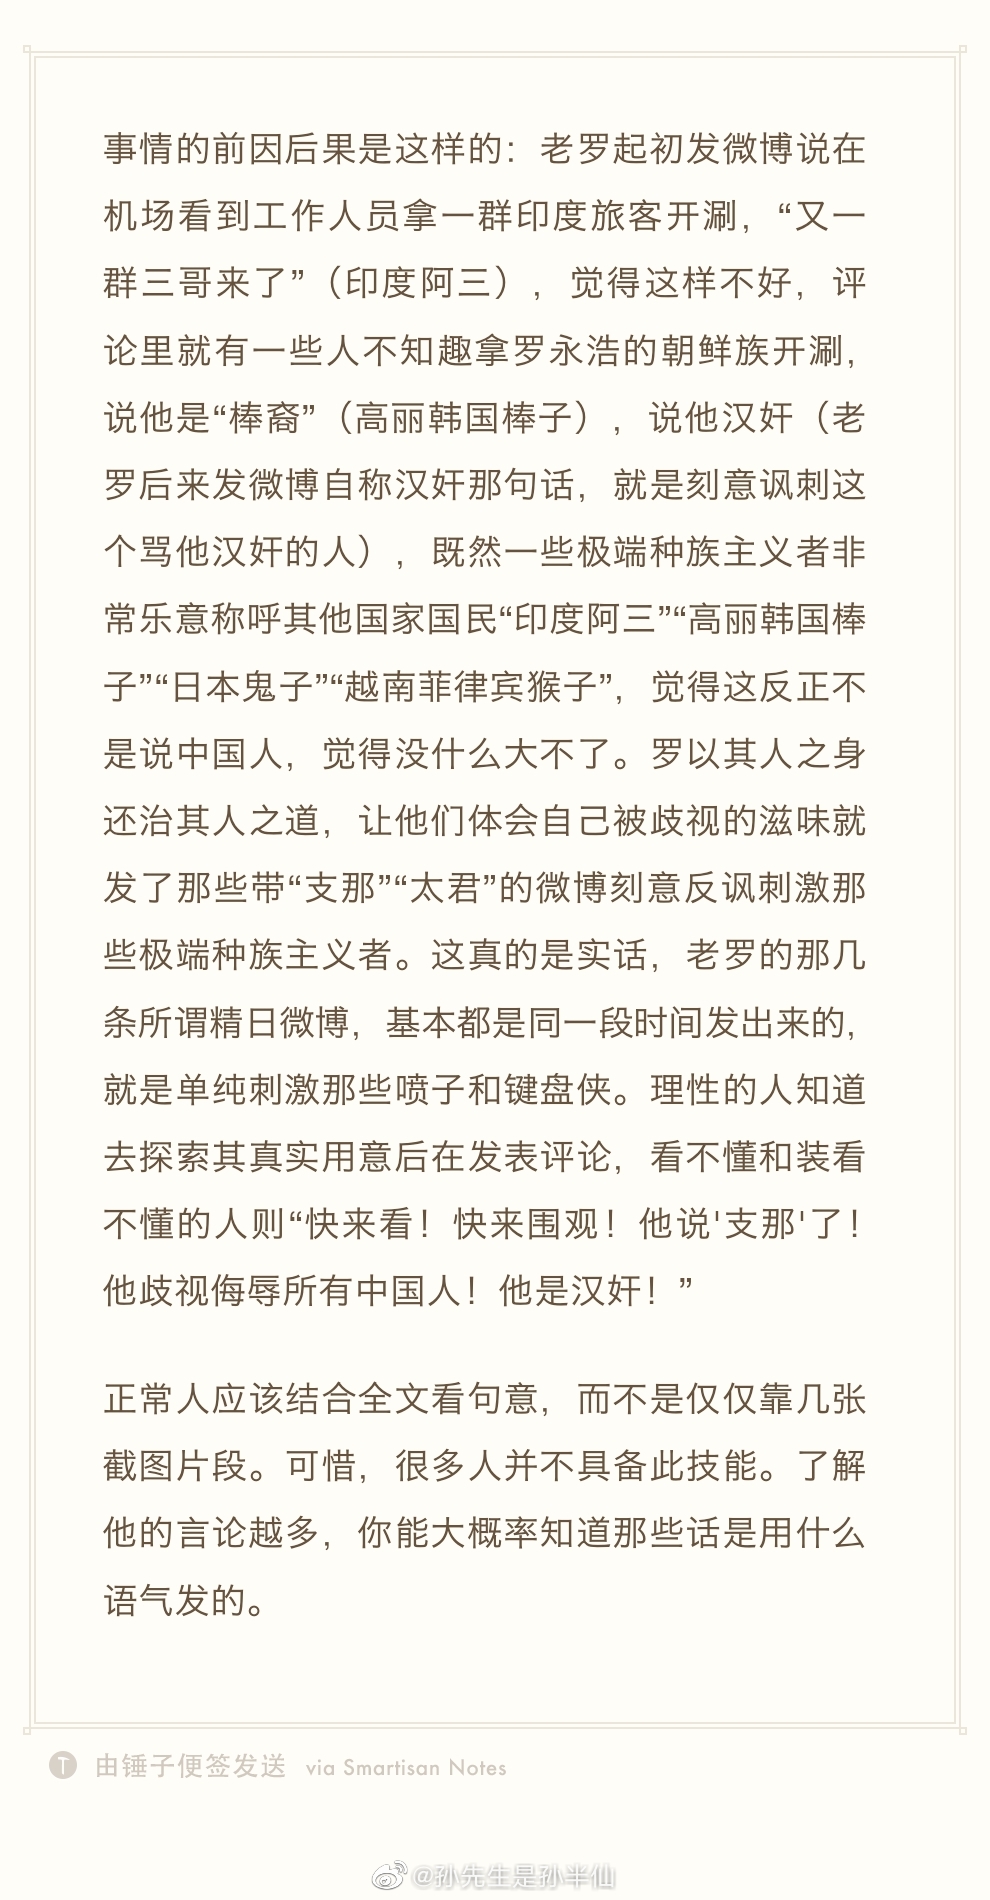 事情的前因后果是这样的：老罗起初发微博说在
机场看到工作人员拿一群印度旅客开涮，“又一
群三哥来了”（印度阿三），觉得这样不好，评
论里就有一些人不知趣拿罗永浩的朝鲜族开涮，
说他是“棒裔”（高丽韩国棒子），说他汉奸（老
罗后来发微博自称汉奸那句话，就是刻意讽刺这
个骂他汉奸的人），既然一些极端种族主义者非
常乐意称呼其他国家国民“印度阿三”“高丽韩国棒
子”“日本鬼子”“越南菲律宾猴子”，觉得这反正不
是说中国人，觉得没什么大不了。罗以其人之身
还治其人之道，让他们体会自己被歧视的滋味就
发了那些带“支那”“太君”的微博刻意反讽刺激那
些极端种族主义者。这真的是实话，老罗的那几
条所谓精日微博，基本都是同一段时间发出来的，
就是单纯刺激那些喷子和键盘侠。理性的人知道
去探索其真实用意后在发表评论，看不懂和装看
不懂的人则“快来看！快来围观！他说'支那'了！
他歧视侮辱所有中国人！他是汉奸！”
正常人应该结合全文看句意，而不是仅仅靠几张
截图片段。可惜，很多人并不具备此技能。了解
他的言论越多，你能大概率知道那些话是用什么
语气发的。
由锤子便签发送 via Smartisan Notes
@孙先生是孙半仙